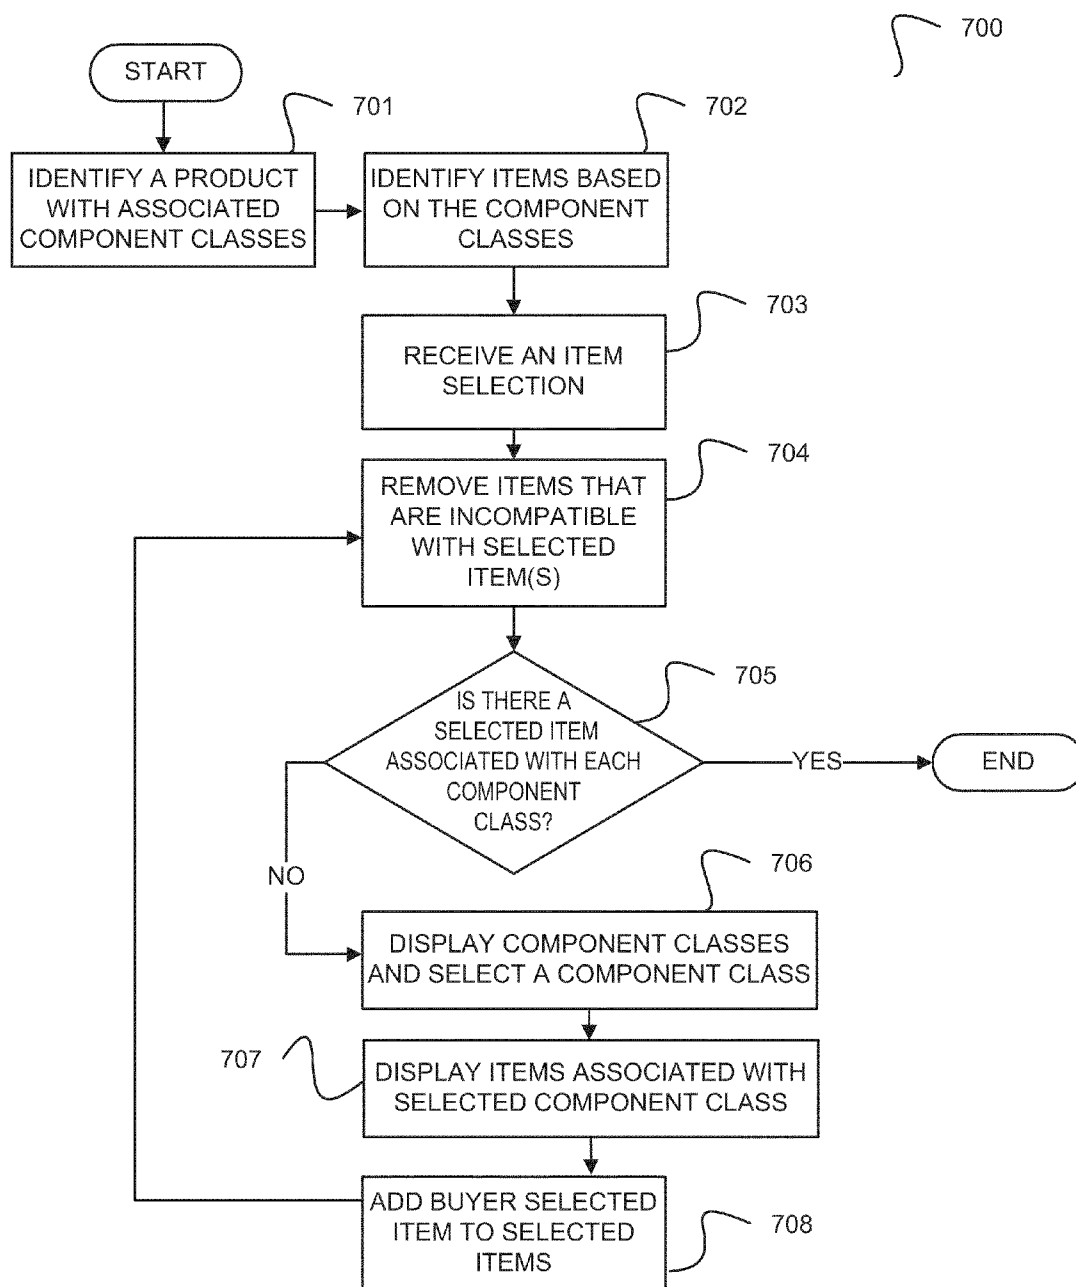 700
START
701
702
IDENTIFY A PRODUCT
WITH ASSOCIATED
COMPONENT CLASSES
IDENTIFY ITEMS BASED
ON THE COMPONENT
CLASSES
703
RECEIVE AN ITEM
SELECTION
704
REMOVE ITEMS THAT
ARE INCOMPATIBLE
WITH SELECTED
ITEM(S)
705
IS THERE A
SELECTED ITEM
ASSOCIATED WITH EACH
COMPONENT
CLASS?
YES
END
NO
706
DISPLAY COMPONENT CLASSES
AND SELECT A COMPONENT CLASS
707
DISPLAY ITEMS ASSOCIATED WITH
SELECTED COMPONENT CLASS
ADD BUYER SELECTED
ITEM TO SELECTED
ITEMS
708